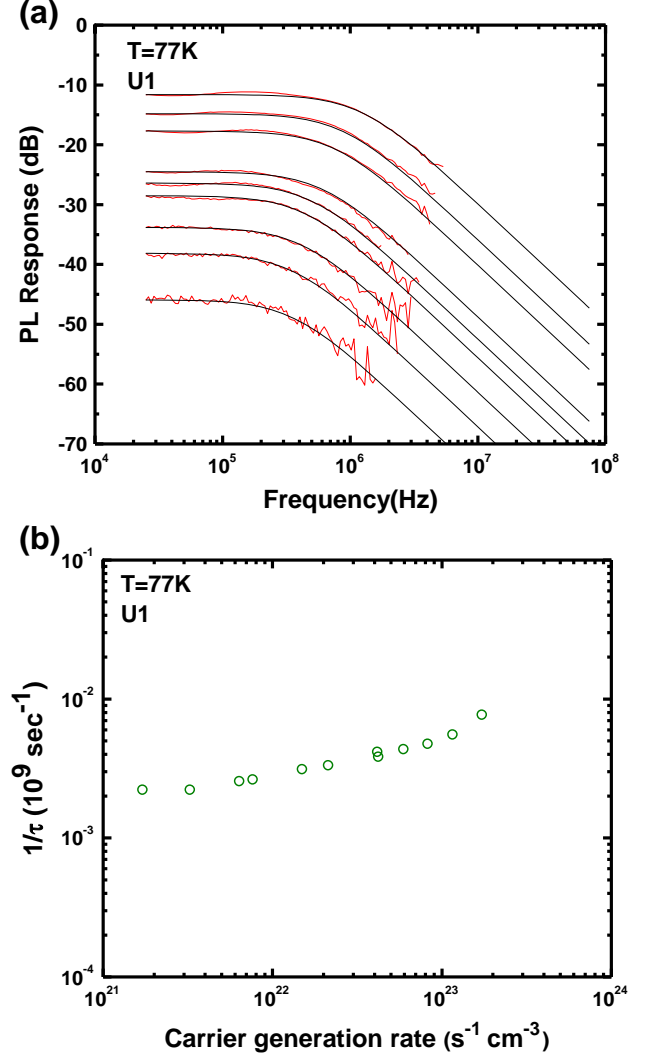 (a)
T=77K
U1
0
-10
-20
-30
-40
-50
-60
-70
PL Response (dB)
10^4
10^5
10^6
10^7
10^8
Frequency(Hz)
(b)
T=77K
U1
10^-1
10^-2
10^-3
10^-4
1/τ (10^9 sec^-1)
10^21
10^22
10^23
10^24
Carrier generation rate (s^-1 cm^-3)